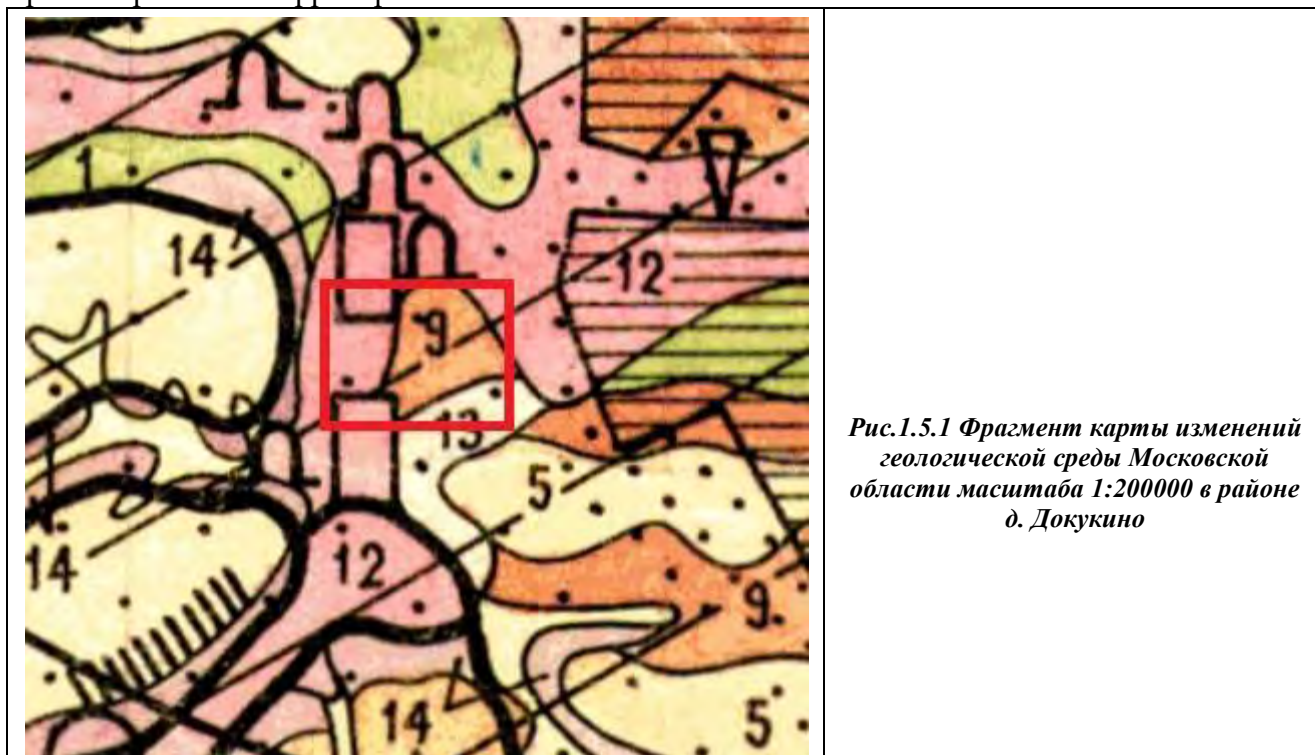 1
14
12
9
13
5
14
12
9
14
5
Рис.1.5.1 Фрагмент карты изменений
геологической среды Московской
области масштаба 1:200000 в районе
д. Докукино